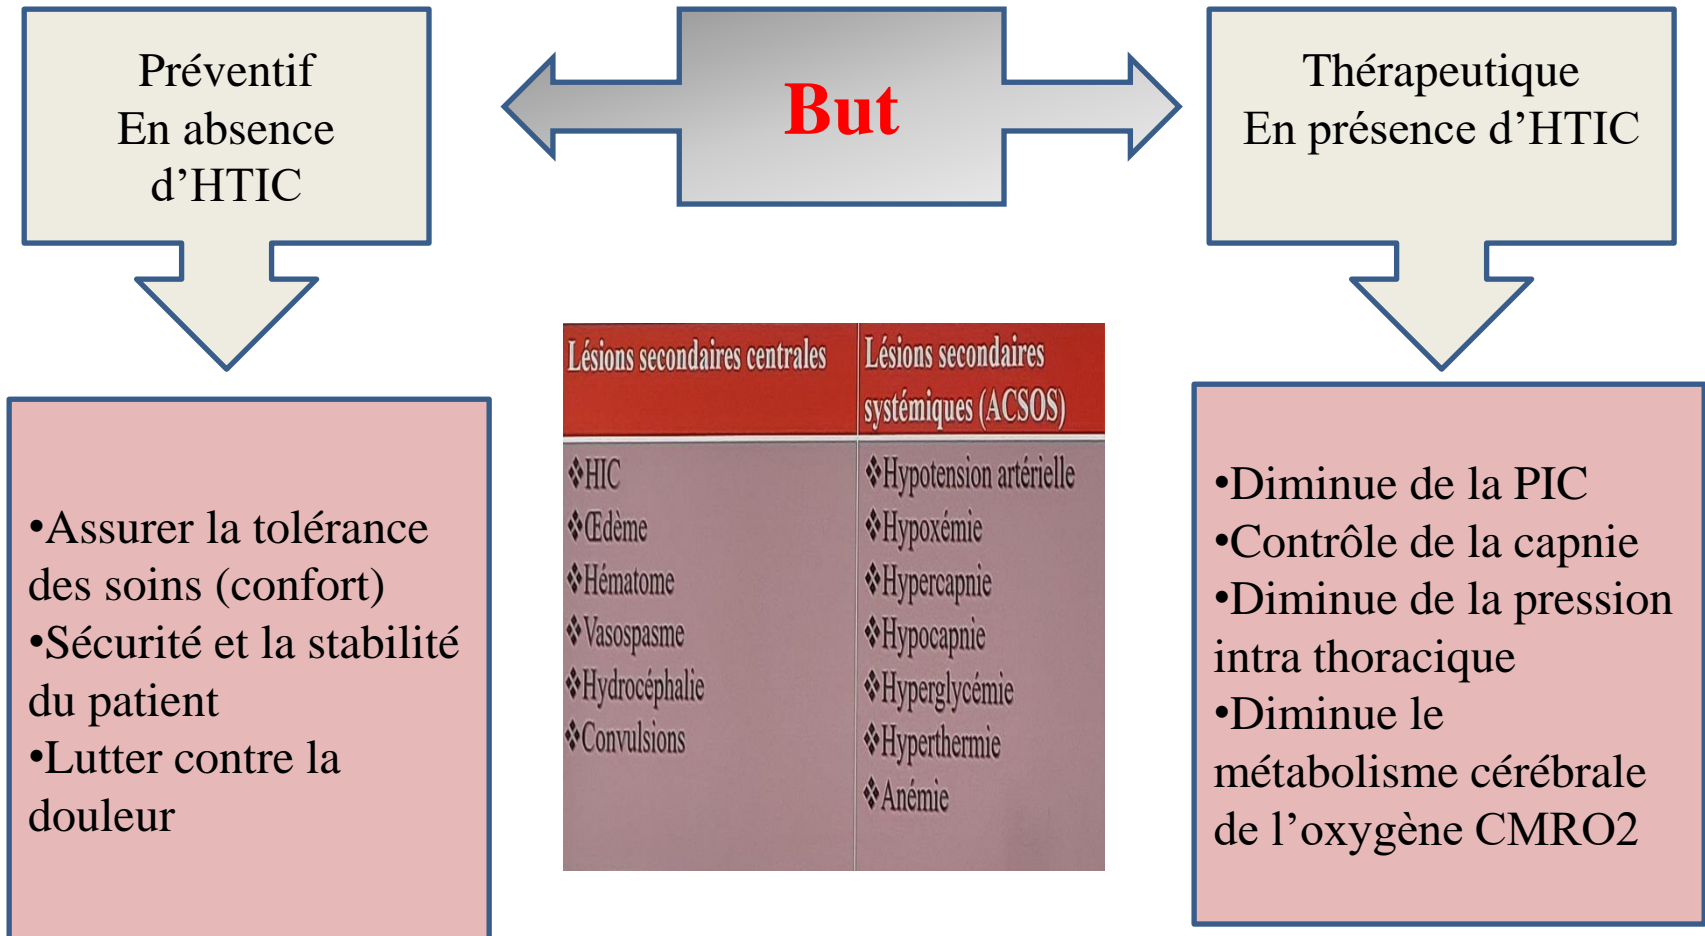 Préventif
En absence
d’HTIC
But
Thérapeutique
En présence d’HTIC
•Assurer la tolérance
des soins (confort)
•Sécurité et la stabilité
du patient
•Lutter contre la
douleur
Lésions secondaires centrales
❖HIC
❖Œdème
❖Hématome
❖Vasospasme
❖Hydrocéphalie
❖Convulsions
Lésions secondaires
systémiques (ACSOS)
❖Hypotension artérielle
❖Hypoxémie
❖Hypercapnie
❖Hypocapnie
❖Hyperglycémie
❖Hyperthermie
❖Anémie
•Diminue de la PIC
•Contrôle de la capnie
•Diminue de la pression
intra thoracique
•Diminue le
métabolisme cérébrale
de l’oxygène CMRO2